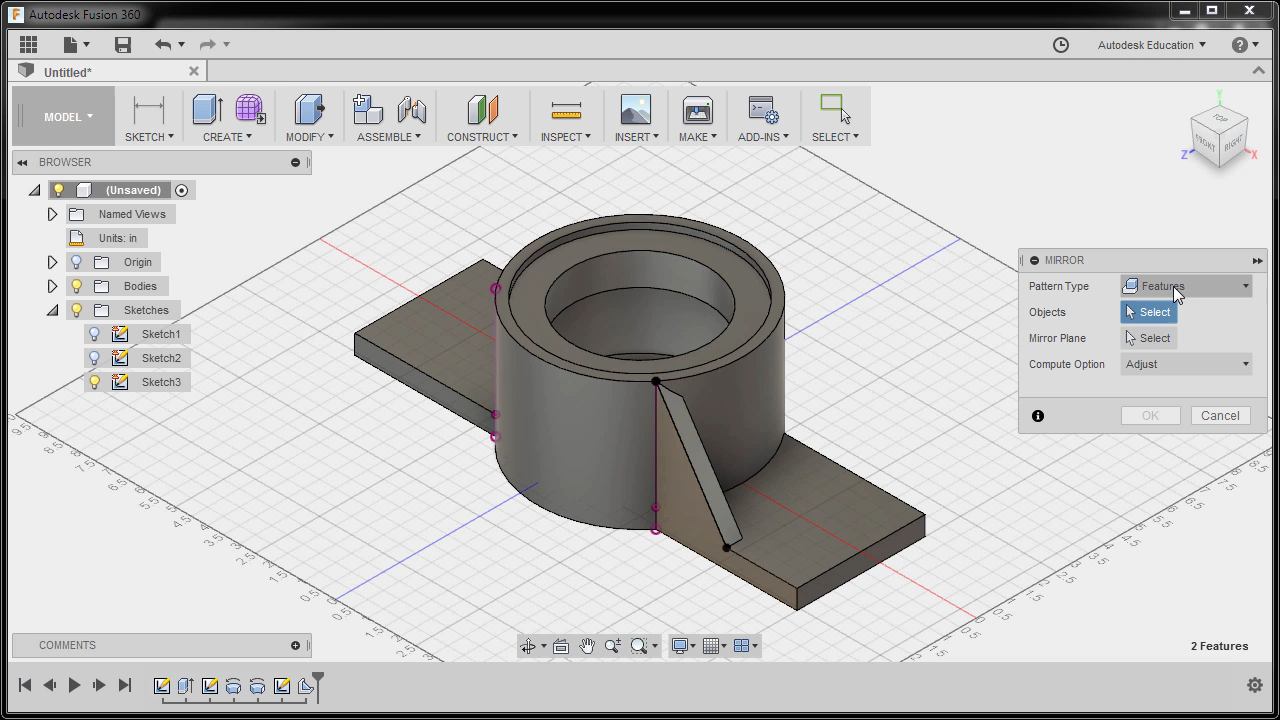 Autodesk Fusion 360
Autodesk Education
Untitled*
MODEL
SKETCH
CREATE
MODIFY
ASSEMBLE
CONSTRUCT
INSPECT
INSERT
MAKE
ADD-INS
SELECT
TOP
FRONT
RIGHT
Y
Z
X
BROWSER
(Unsaved)
Named Views
Units: in
Origin
Bodies
Sketches
Sketch1
Sketch2
Sketch3
MIRROR
Pattern Type Features
Objects Select
Mirror Plane Select
Compute Option Adjust
OK Cancel
COMMENTS
2 Features